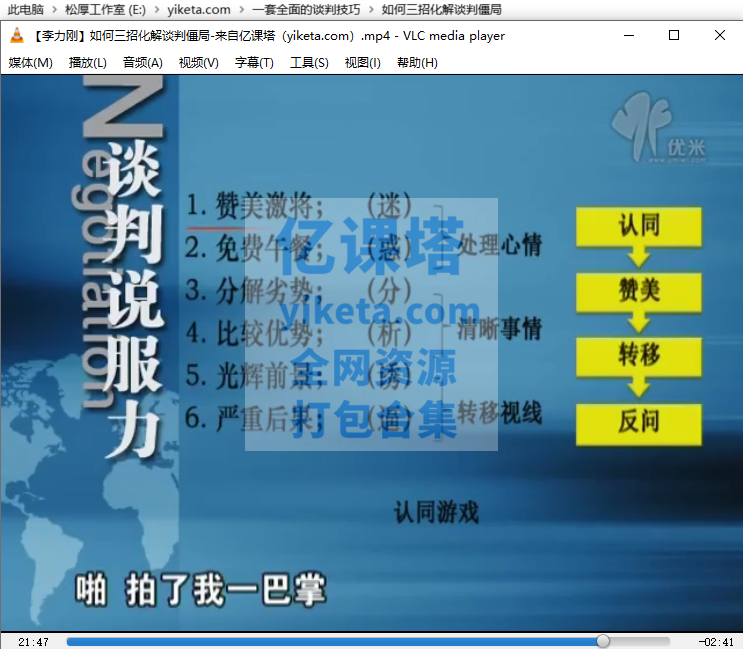 此电脑 > 松厚工作室 (E:) > yiketa.com > 一套全面的谈判技巧 > 如何三招化解谈判僵局
【李力刚】如何三招化解谈判僵局-来自亿课塔（yiketa.com）.mp4 - VLC media player
媒体(M) 播放(L) 音频(A) 视频(V) 字幕(T) 工具(S) 视图(I) 帮助(H)
Negotiation
谈判说服力
优米
www.umiwi.com
1. 赞美激将; （迷）
2. 免费午餐; （惑）
处理心情
3. 分解劣势; （分）
4. 比较优势; （析）
清晰事情
5. 光辉前景; （诱）
6. 严重后果; （逼）
转移视线
亿课塔
yiketa.com
全网资源
打包合集
认同
赞美
转移
反问
认同游戏
啪 拍了我一巴掌
21:47 -02:41